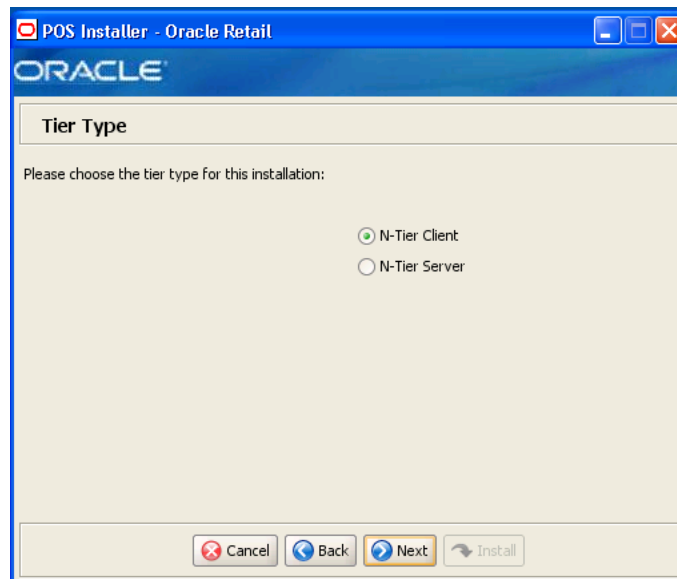 POS Installer - Oracle Retail
ORACLE
Tier Type
Please choose the tier type for this installation:
N-Tier Client
N-Tier Server
Cancel Back Next Install